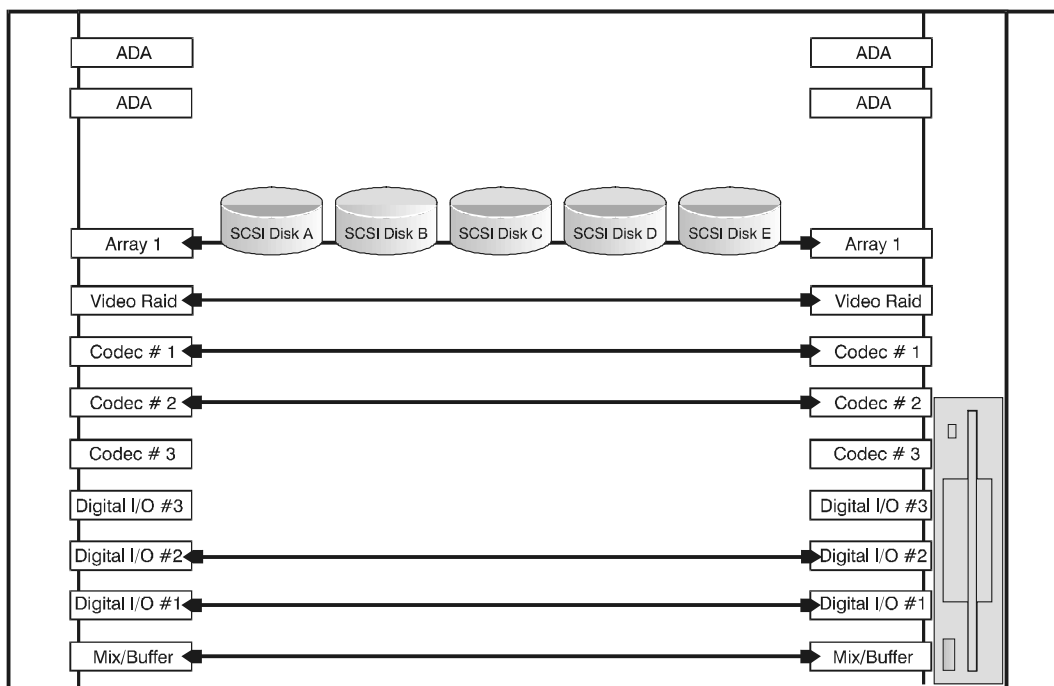 ADA ADA
ADA ADA
SCSI Disk A SCSI Disk B SCSI Disk C SCSI Disk D SCSI Disk E
Array 1 Array 1
Video Raid Video Raid
Codec # 1 Codec # 1
Codec # 2 Codec # 2
Codec # 3 Codec # 3
Digital I/O #3 Digital I/O #3
Digital I/O #2 Digital I/O #2
Digital I/O #1 Digital I/O #1
Mix/Buffer Mix/Buffer